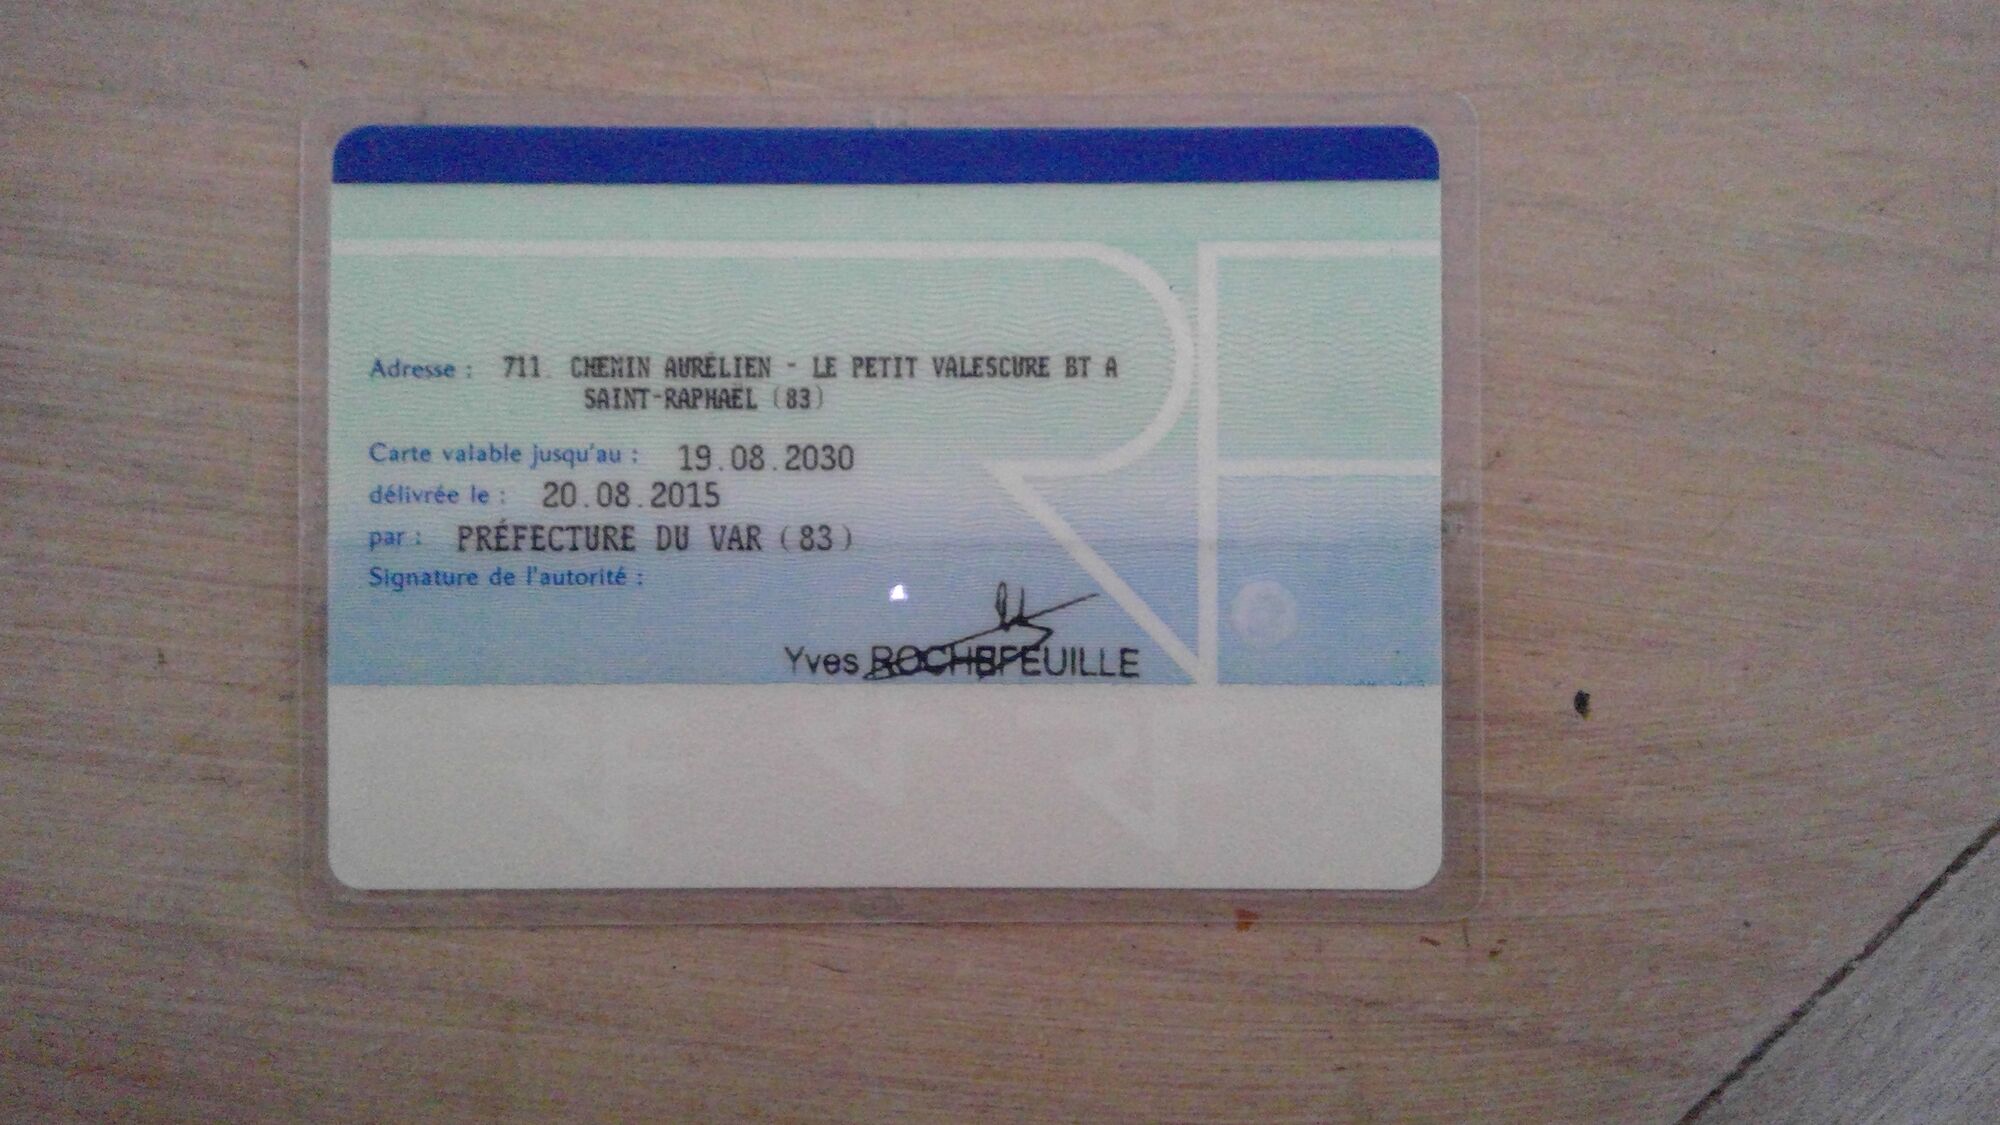 Adresse : 711. CHEMIN AURÉLIEN - LE PETIT VALESCURE BT A
SAINT-RAPHAEL (83)
Carte valable jusqu'au : 19.08.2030
délivrée le : 20.08.2015
par : PRÉFECTURE DU VAR (83)
Signature de l'autorité :
Yves ROCHEFEUILLE